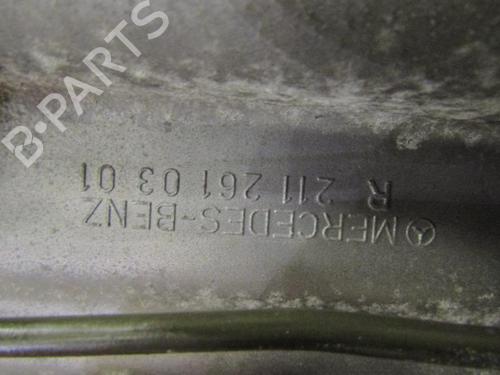 B-PARTS
MERCEDES-BENZ
R 211 261 03 01